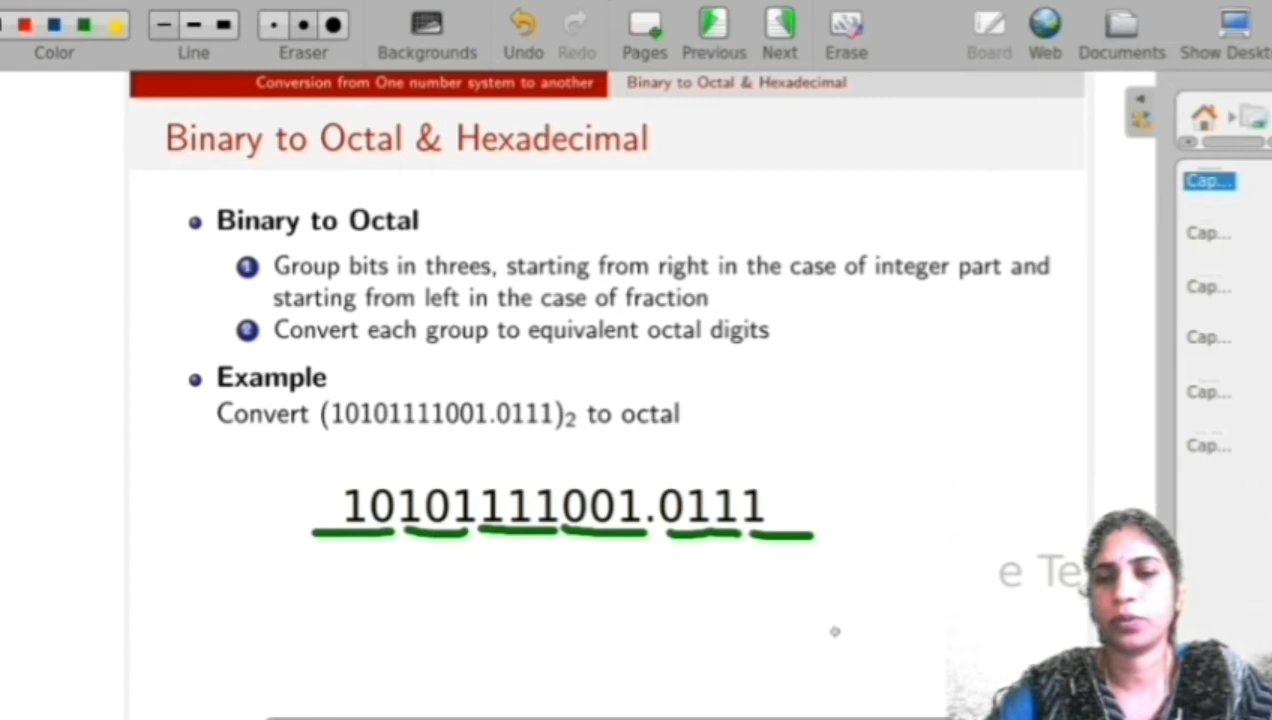 Color Line Eraser Backgrounds Undo Redo Pages Previous Next Erase Board Web Documents Show Deskt
Conversion from One number system to another Binary to Octal & Hexadecimal
Binary to Octal & Hexadecimal
Binary to Octal
1 Group bits in threes, starting from right in the case of integer part and
starting from left in the case of fraction
2 Convert each group to equivalent octal digits
Example
Convert (10101111001.0111)2 to octal
10101111001.0111
e Te
Cap...
Cap...
Cap...
Cap...
Cap...
Cap...